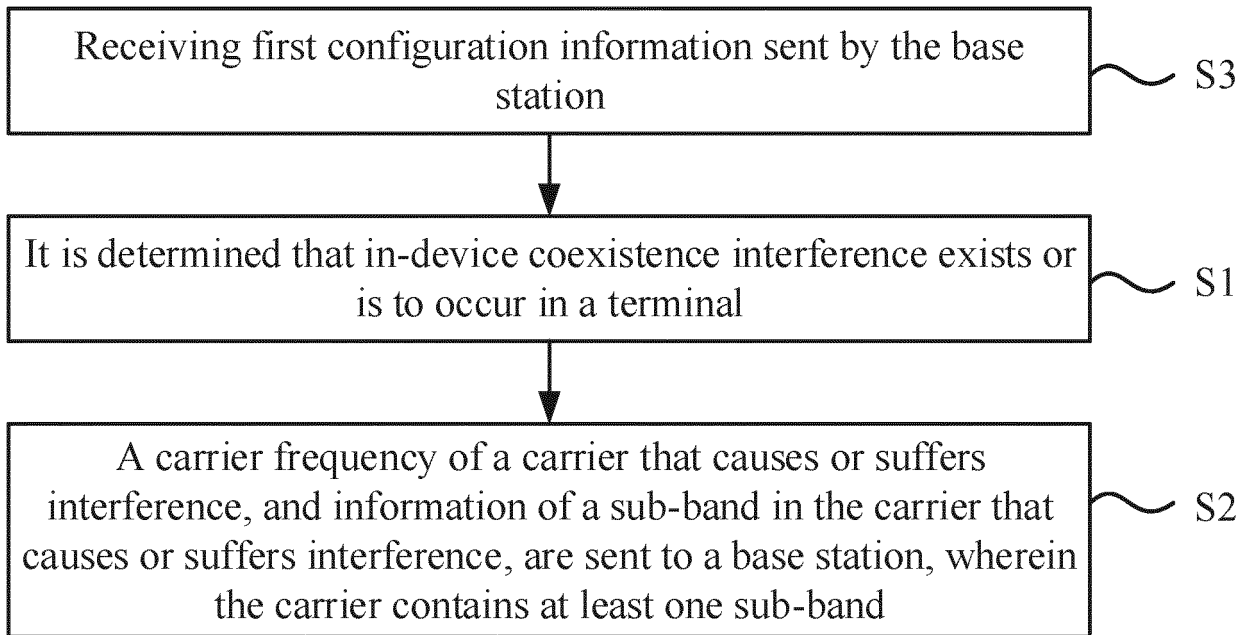 Receiving first configuration information sent by the base
station
S3
It is determined that in-device coexistence interference exists or
is to occur in a terminal
S1
A carrier frequency of a carrier that causes or suffers
interference, and information of a sub-band in the carrier that
causes or suffers interference, are sent to a base station, wherein
the carrier contains at least one sub-band
S2